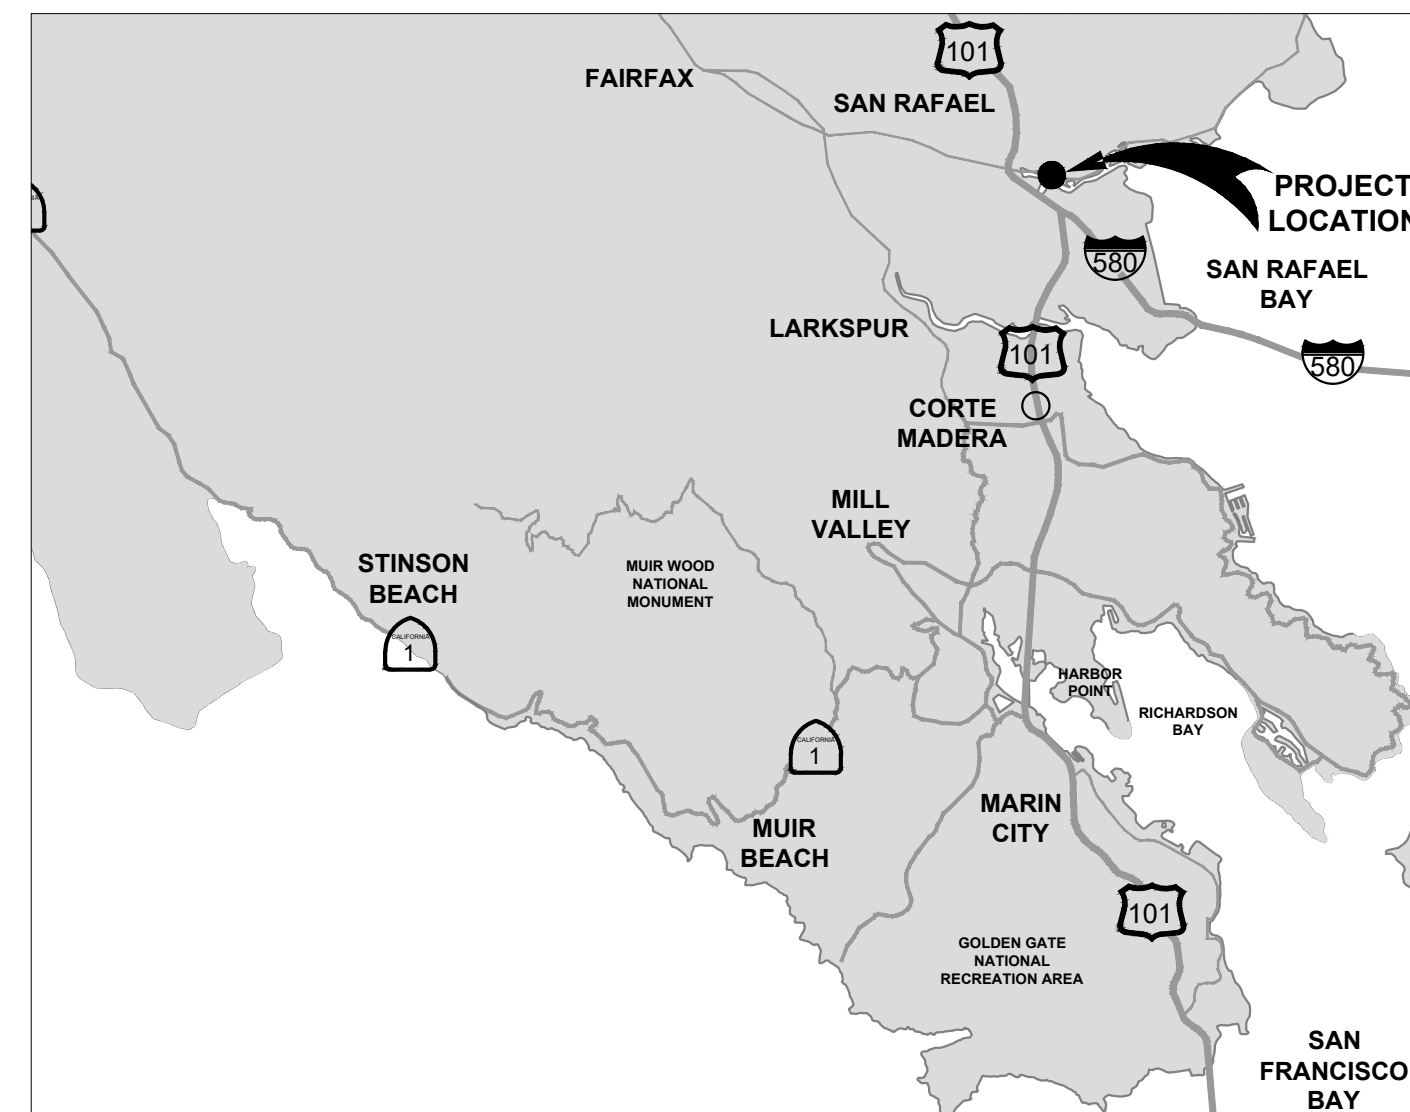 101
FAIRFAX
SAN RAFAEL
PROJECT
LOCATION
580
SAN RAFAEL
BAY
LARKSPUR
101
580
CORTE
MADERA
MILL
VALLEY
STINSON
BEACH
MUIR WOOD
NATIONAL
MONUMENT
CALIFORNIA
1
HARBOR
POINT
RICHARDSON
BAY
CALIFORNIA
1
MARIN
CITY
MUIR
BEACH
101
GOLDEN GATE
NATIONAL
RECREATION AREA
SAN
FRANCISCO
BAY